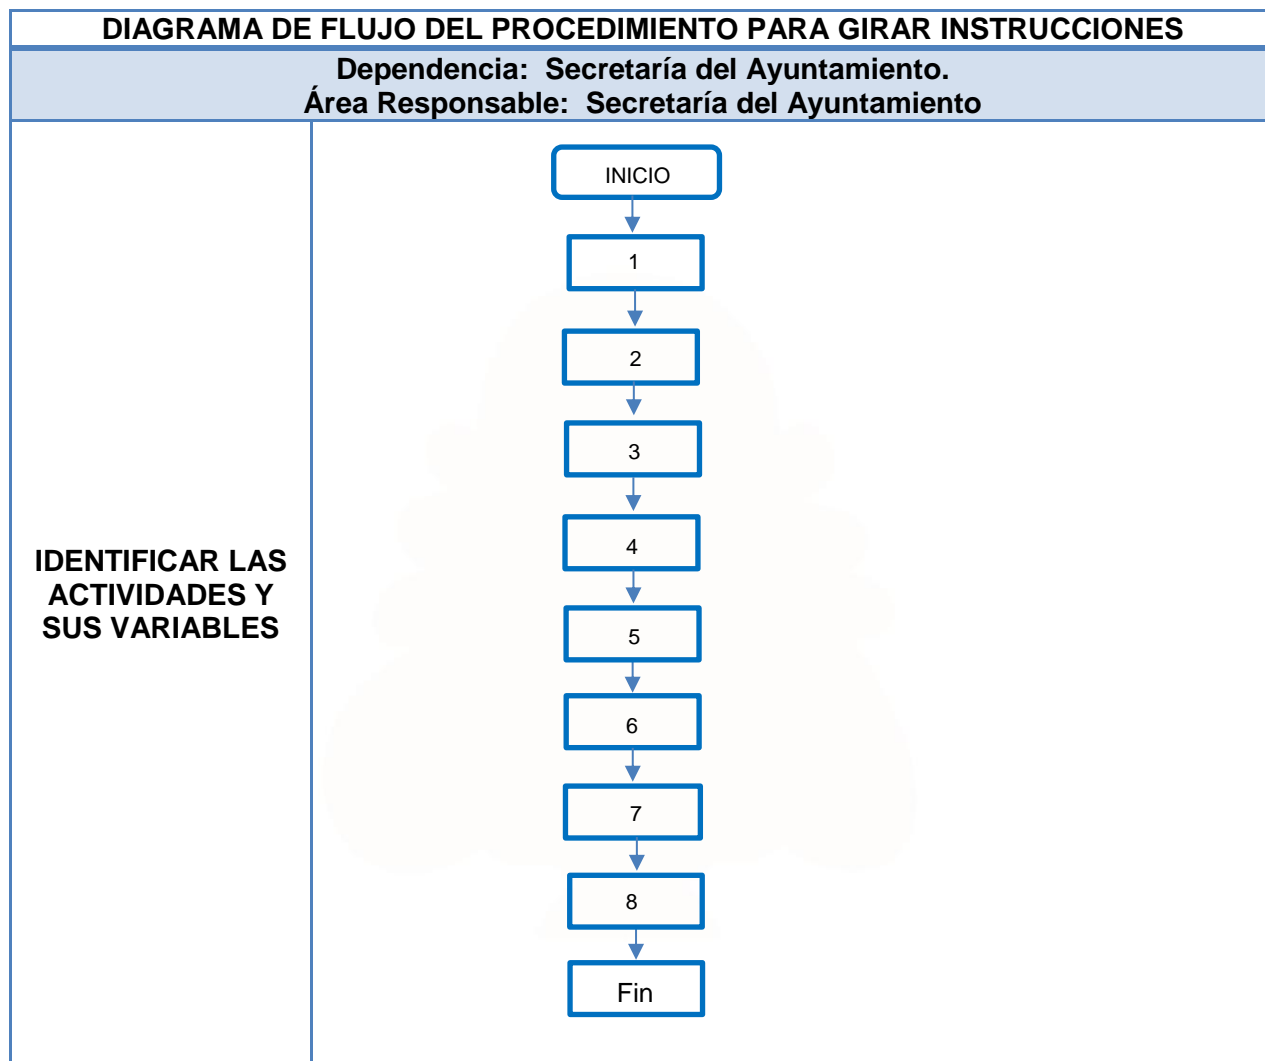 DIAGRAMA DE FLUJO DEL PROCEDIMIENTO PARA GIRAR INSTRUCCIONES
Dependencia: Secretaría del Ayuntamiento.
Área Responsable: Secretaría del Ayuntamiento
IDENTIFICAR LAS
ACTIVIDADES Y
SUS VARIABLES
INICIO
1
2
3
4
5
6
7
8
Fin